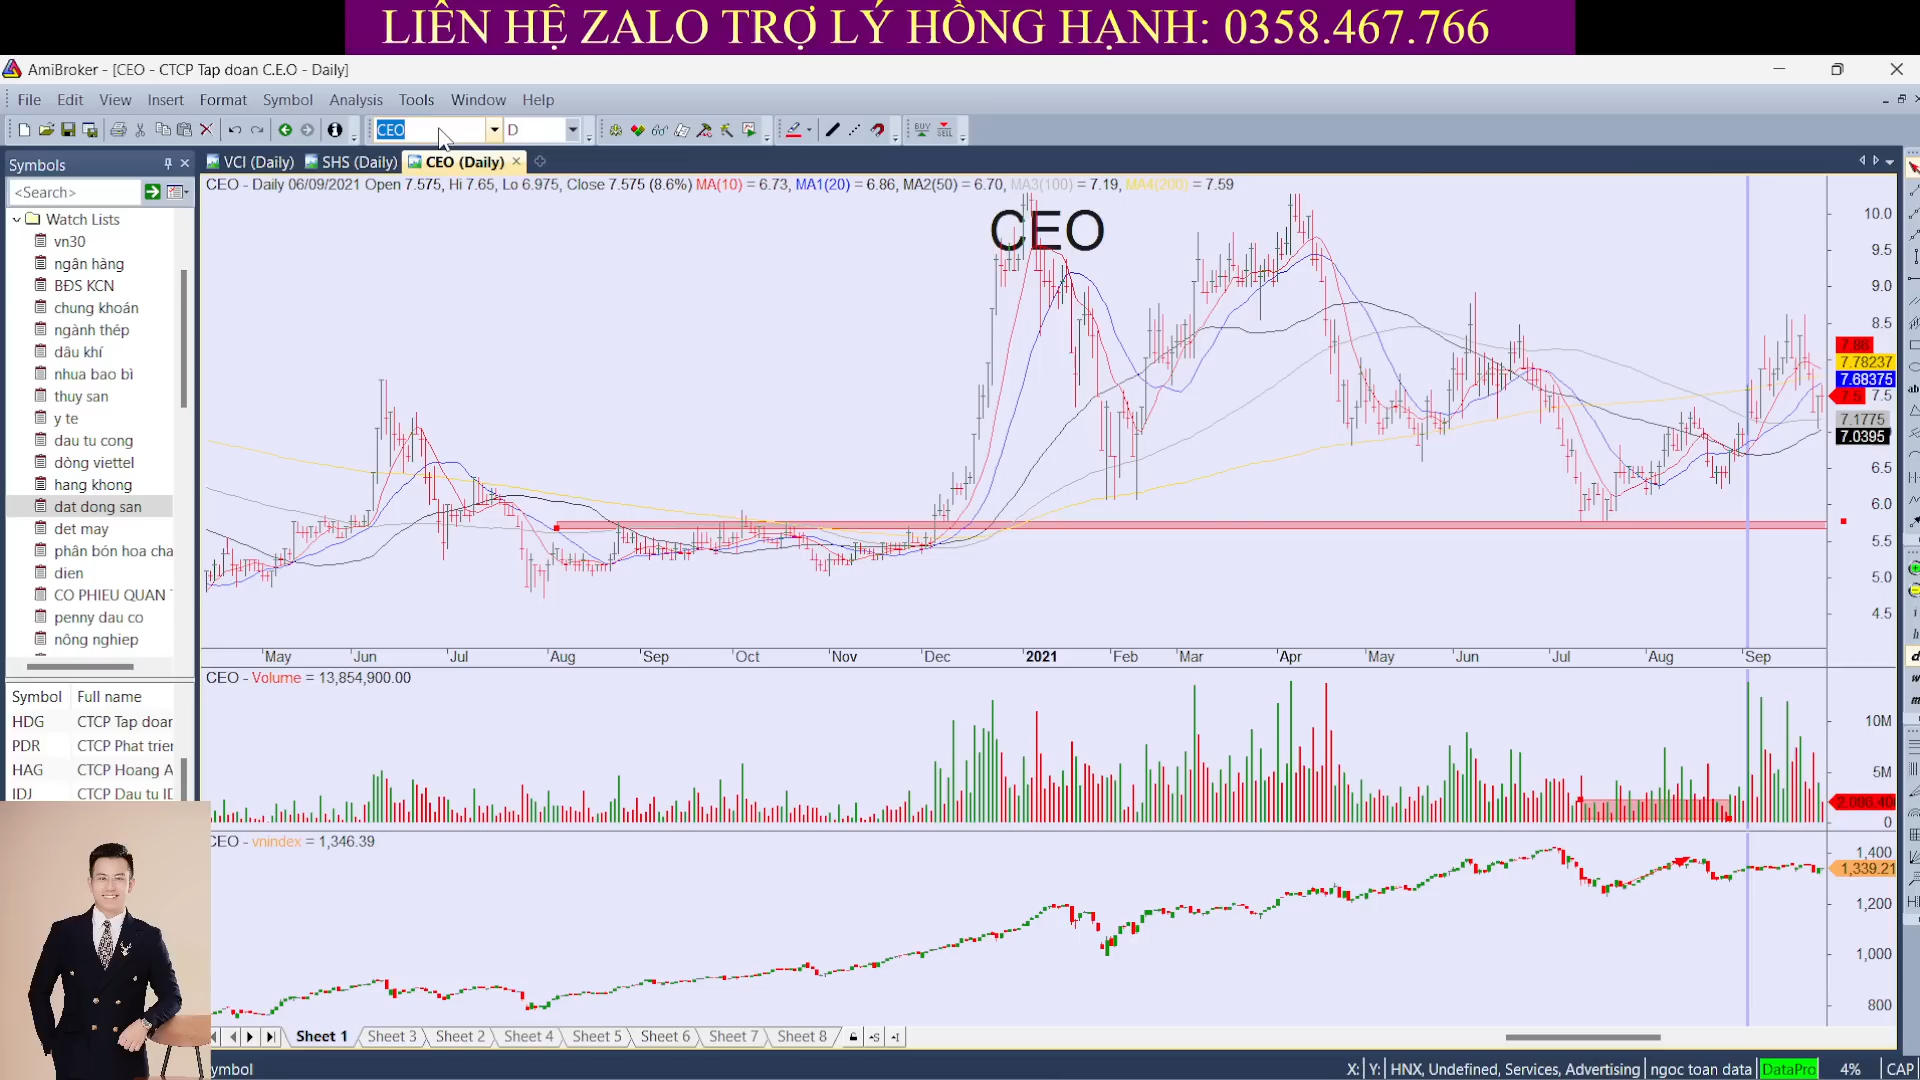 LIÊN HỆ ZALO TRỢ LÝ HỒNG HẠNH: 0358.467.766
AmiBroker - [CEO - CTCP Tap doan C.E.O - Daily]
File Edit View Insert Format Symbol Analysis Tools Window Help
CEO D BUY SELL
Symbols VCI (Daily) SHS (Daily) CEO (Daily)
CEO - Daily 06/09/2021 Open 7.575, Hi 7.65, Lo 6.975, Close 7.575 (8.6%) MA(10) = 6.73, MA1(20) = 6.86, MA2(50) = 6.70, MA3(100) = 7.19, MA4(200) = 7.59
<Search>
Watch Lists
vn30
ngân hàng
BĐS KCN
chung khoán
ngành thép
dâu khí
nhua bao bì
thuy san
y te
dau tu cong
dòng viettel
hang khong
dat dong san
det may
phân bón hoa cha
dien
CO PHIEU QUAN
penny dau co
nông nghiep
CEO
10.0
9.5
9.0
8.5
7.86
7.78237
7.68375
7.5 7.5
7.1775
7.0395
6.5
6.0
5.5
5.0
4.5
May Jun Jul Aug Sep Oct Nov Dec 2021 Feb Mar Apr May Jun Jul Aug Sep
Symbol Full name
HDG CTCP Tap doar
PDR CTCP Phat trier
HAG CTCP Hoang A
IDJ CTCP Dau tu ID
CEO - Volume = 13,854,900.00
10M
5M
2,000,40
0
CEO - vnindex = 1,346.39
1,400
1,339.21
1,200
1,000
800
Sheet 1 Sheet 3 Sheet 2 Sheet 4 Sheet 5 Sheet 6 Sheet 7 Sheet 8
ymbol X: Y: HNX, Undefined, Services, Advertising ngoc toan data DataPro 4% CAP